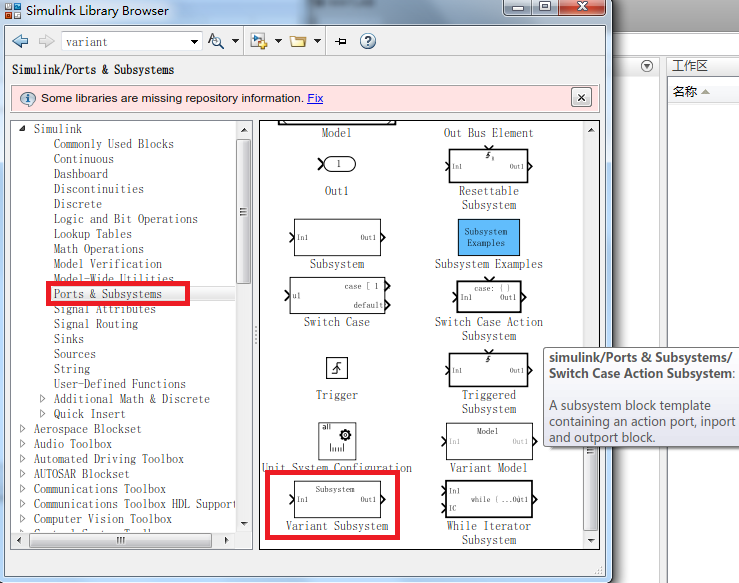 Simulink Library Browser
variant
Simulink/Ports & Subsystems
Some libraries are missing repository information. Fix
Simulink
Commonly Used Blocks
Continuous
Dashboard
Discontinuities
Discrete
Logic and Bit Operations
Lookup Tables
Math Operations
Model Verification
Model-Wide Utilities
Ports & Subsystems
Signal Attributes
Signal Routing
Sinks
Sources
String
User-Defined Functions
Additional Math & Discrete
Quick Insert
Aerospace Blockset
Audio Toolbox
Automated Driving Toolbox
AUTOSAR Blockset
Communications Toolbox
Communications Toolbox HDL Support
Computer Vision Toolbox
Model
Out Bus Element
1
Out1
In1
Out1
Resettable
Subsystem
In1
Out1
Subsystem
Subsystem
Examples
Subsystem Examples
u1
case [ 1 ]
default
Switch Case
case: { }
In1
Out1
Switch Case Action
Subsystem
Trigger
In1
Out1
Triggered
Subsystem
all
Unit System Configuration
Model
In1
Out1
Variant Model
Subsystem
In1
Out1
Variant Subsystem
In1
IC
while { ... }
Out1
While Iterator
Subsystem
simulink/Ports & Subsystems/
Switch Case Action Subsystem:
A subsystem block template
containing an action port, inport
and outport block.
工作区
名称